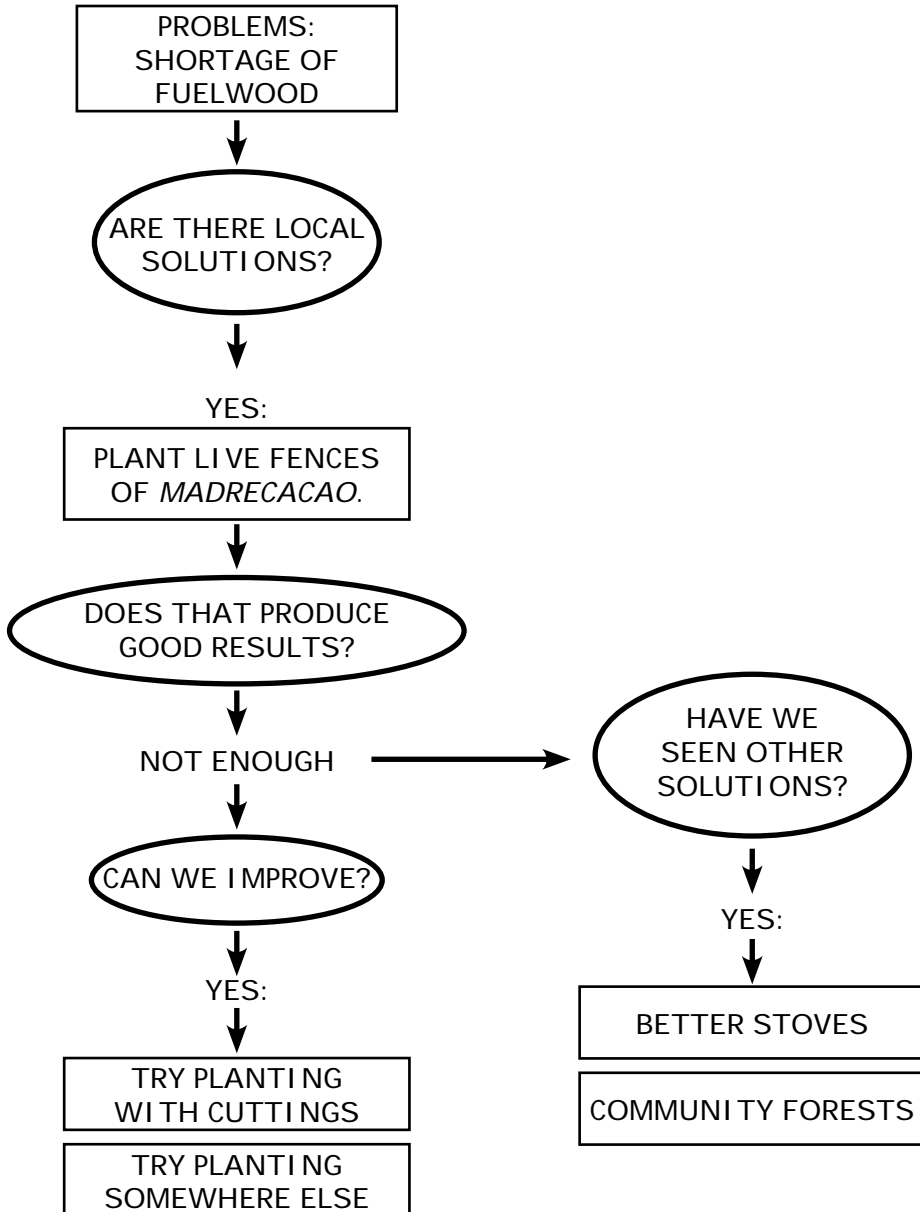 PROBLEMS:
SHORTAGE OF
FUELWOOD
ARE THERE LOCAL
SOLUTIONS?
YES:
PLANT LIVE FENCES
OF MADRECACAO.
DOES THAT PRODUCE
GOOD RESULTS?
NOT ENOUGH
CAN WE IMPROVE?
YES:
TRY PLANTING
WITH CUTTINGS
TRY PLANTING
SOMEWHERE ELSE
HAVE WE
SEEN OTHER
SOLUTIONS?
YES:
BETTER STOVES
COMMUNITY FORESTS